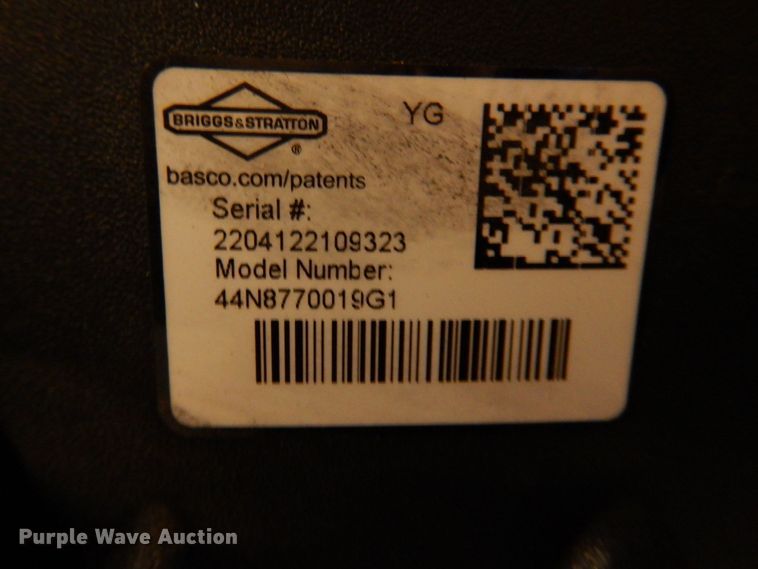 BRIGGS&STRATTON
®
YG
basco.com/patents
Serial #:
2204122109323
Model Number:
44N8770019G1
Purple Wave Auction